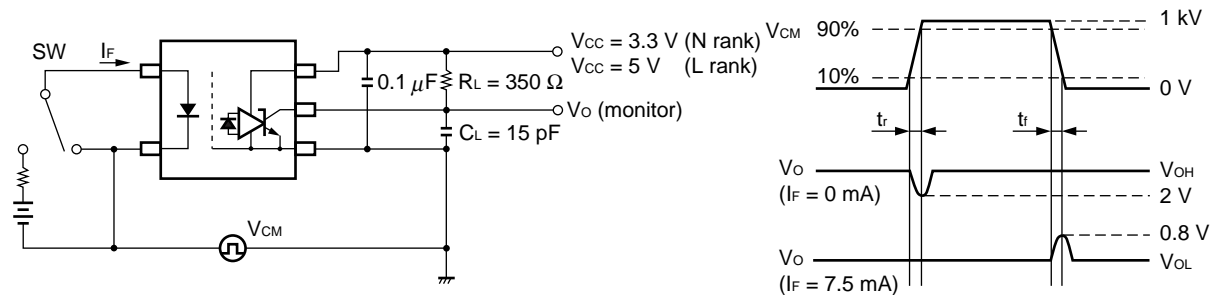 SW
IF
VCC = 3.3 V (N rank)
VCC = 5 V (L rank)
0.1 μF
RL = 350 Ω
VO (monitor)
CL = 15 pF
VCM
VCM 90%
10%
1 kV
0 V
tr
tf
VO
(IF = 0 mA)
VOH
2 V
0.8 V
VO
(IF = 7.5 mA)
VOL